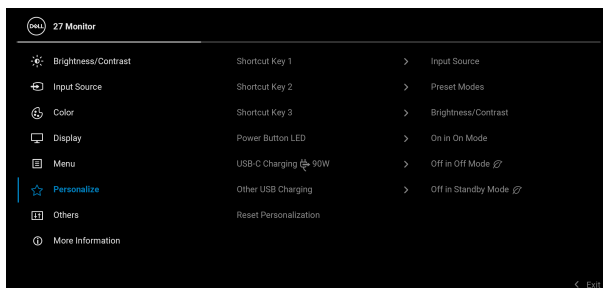 DELL 27 Monitor
Brightness/Contrast Shortcut Key 1 > Input Source
Input Source Shortcut Key 2 > Preset Modes
Color Shortcut Key 3 > Brightness/Contrast
Display Power Button LED > On in On Mode
Menu USB-C Charging 90W > Off in Off Mode
Personalize Other USB Charging > Off in Standby Mode
Others Reset Personalization
More Information
< Exit